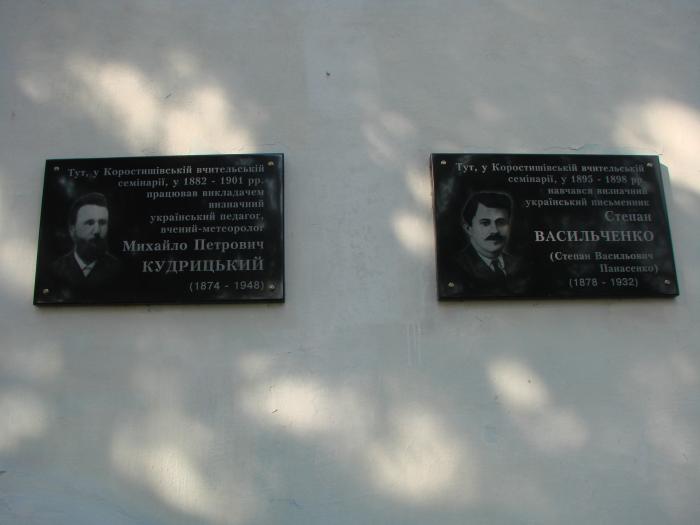 Тут, у Коростишівській вчительській
семінарії, у 1882 - 1901 рр.
працював викладачем
визначний
український педагог,
вчений-метеоролог
Михайло Петрович
КУДРИЦЬКИЙ
(1874 - 1948)
Тут, у Коростишівській вчительській
семінарії, у 1895 - 1898 рр.
навчався визначний
український письменник
Степан
ВАСИЛЬЧЕНКО
(Степан Васильович
Панасенко)
(1878 - 1932)